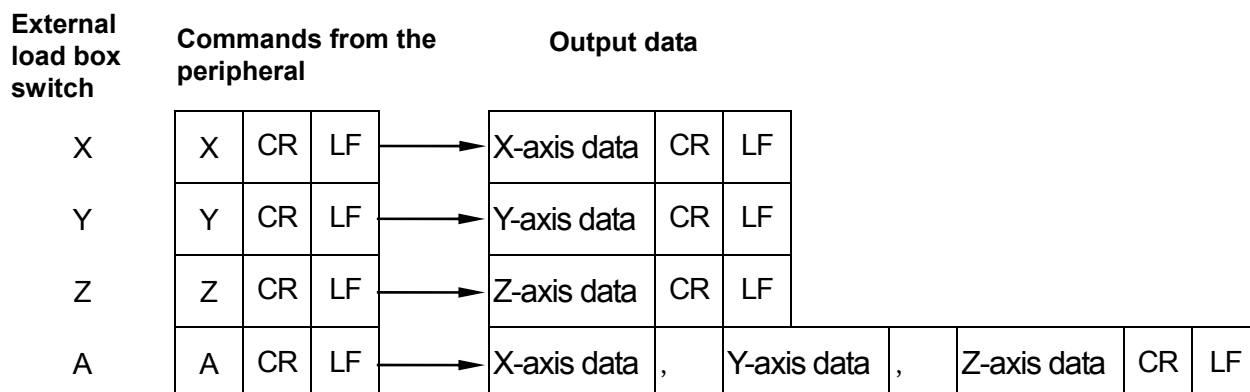 External load box switch
Commands from the peripheral
Output data
X X CR LF X-axis data CR LF
Y Y CR LF Y-axis data CR LF
Z Z CR LF Z-axis data CR LF
A A CR LF X-axis data , Y-axis data , Z-axis data CR LF